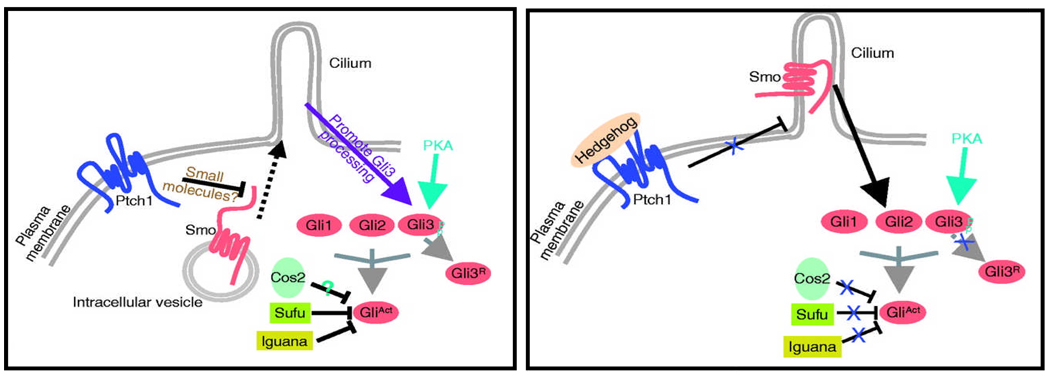 Cilium
Promote Gli3
processing
PKA
Small
molecules?
Ptch1
Plasma
membrane
Smo
Gli1
Gli2
Gli3
P
P
Gli3R
Intracellular vesicle
Cos2
?
Sufu
GliAct
Iguana
Cilium
Smo
Hedgehog
PKA
Ptch1
Plasma
membrane
Gli1
Gli2
Gli3
P
P
Gli3R
Cos2
Sufu
GliAct
Iguana